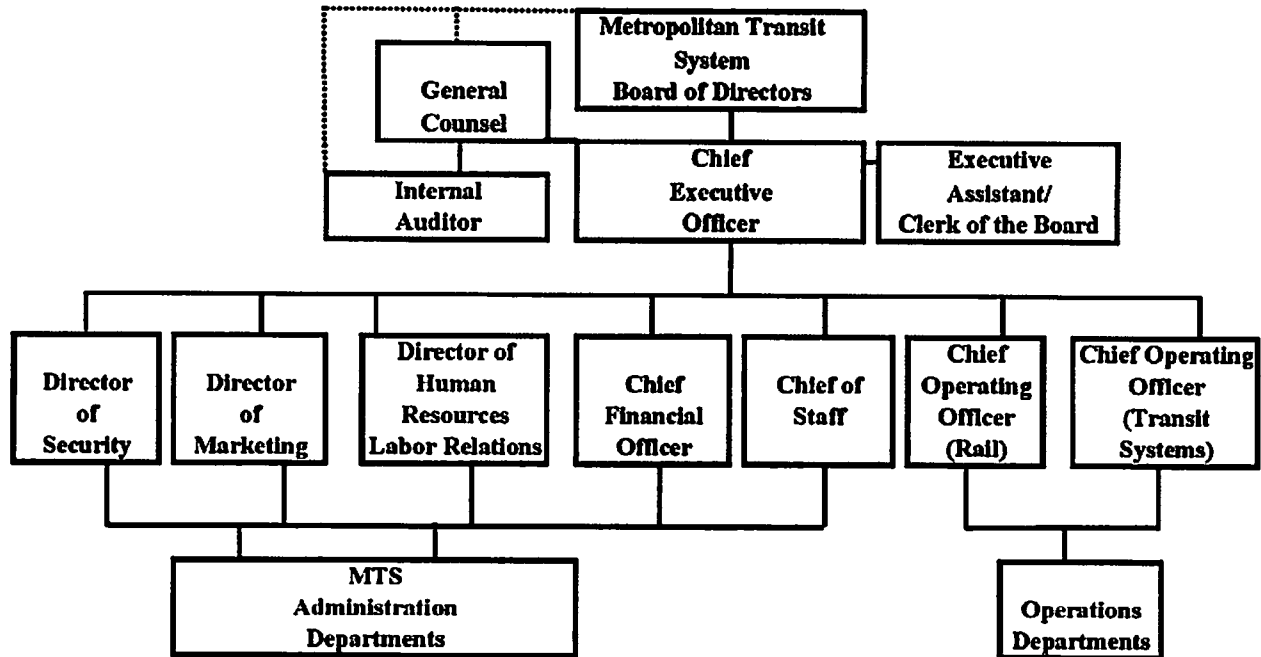 Metropolitan Transit
System
Board of Directors
General
Counsel
Chief
Executive
Officer
Executive
Assistant/
Clerk of the Board
Internal
Auditor
Director
of
Security
Director
of
Marketing
Director of
Human
Resources
Labor Relations
Chief
Financial
Officer
Chief of
Staff
Chief
Operating
Officer
(Rail)
Chief Operating
Officer
(Transit
Systems)
MTS
Administration
Departments
Operations
Departments